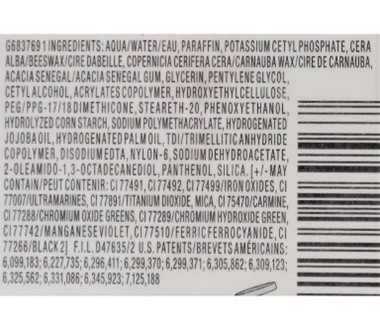 G683769 1 INGREDIENTS: AQUA/WATER/EAU, PARAFFIN, POTASSIUM CETYL PHOSPHATE, CERA
ALBA/BEESWAX/CIRE DABEILLE, COPERNICIA CERIFERA CERA/CARNAUBA WAX/CIRE DE CARNAUBA,
ACACIA SENEGAL/ACACIA SENEGAL GUM, GLYCERIN, PENTYLENE GLYCOL,
CETYL ALCOHOL, ACRYLATES COPOLYMER, HYDROXYETHYLCELLULOSE,
PEG/PPG-17/18 DIMETHICONE, STEARETH-20, PHENOXYETHANOL,
HYDROLYZED CORN STARCH, SODIUM POLYMETHACRYLATE, HYDROGENATED
JOJOBA OIL, HYDROGENATED PALM OIL, TDI/TRIMELLITIC ANHYDRIDE
COPOLYMER, DISODIUM EDTA, NYLON-6, SODIUM DEHYDROACETATE,
2-OLEAMIDO-1,3-OCTADECANEDIOL, PANTHENOL, SILICA. [+/-MAY
CONTAIN/PEUT CONTENIR: CI 77491, CI 77492, CI 77499/IRON OXIDES, CI
77007/ULTRAMARINES, CI 77891/TITANIUM DIOXIDE, MICA, CI 75470/CARMINE,
CI 77288/CHROMIUM OXIDE GREENS, CI 77289/CHROMIUM HYDROXIDE GREEN,
CI 77742/MANGANESE VIOLET, CI 77510/FERRIC FERROCYANIDE, CI
77266/BLACK 2] F.I.L. 047635/2 U.S. PATENTS/BREVETS AMERICAINS:
6,099,183; 6,227,735; 6,296,411; 6,299,370; 6,299,371; 6,305,862; 6,309,123;
6,325,562; 6,331,086; 6,345,923; 7,125,188